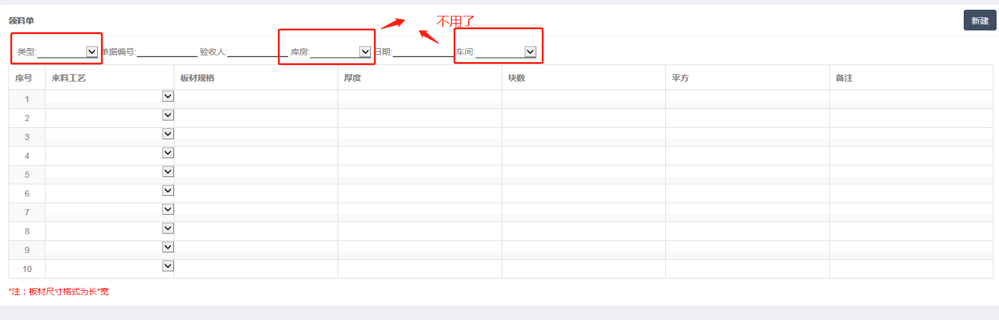 领料单
不用了
新建
类型: 单据编号: 验收人: 库房: 日期: 车间:
序号 来料工艺 板材规格 厚度 块数 平方 备注
1
2
3
4
5
6
7
8
9
10
*注：板材尺寸格式为长*宽